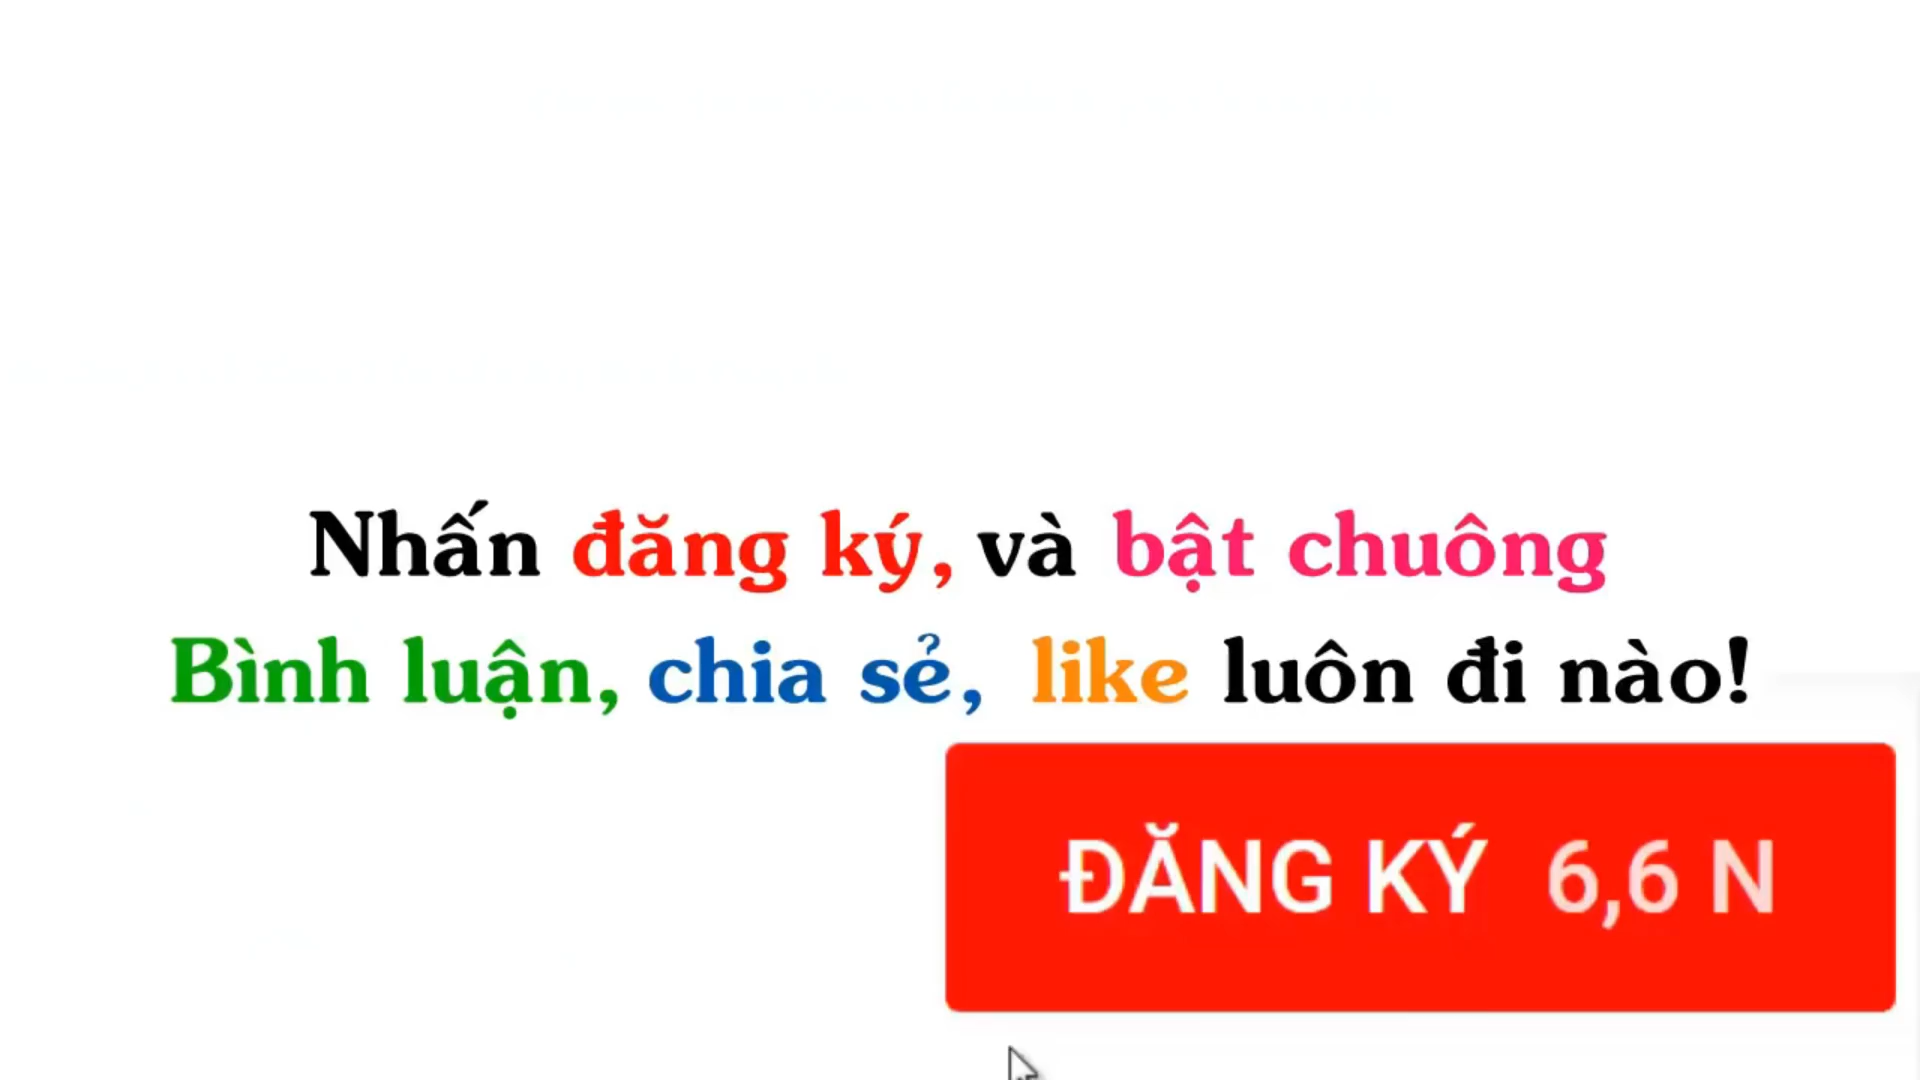 Nhấn đăng ký, và bật chuông
Bình luận, chia sẻ, like luôn đi nào!
ĐĂNG KÝ 6,6 N